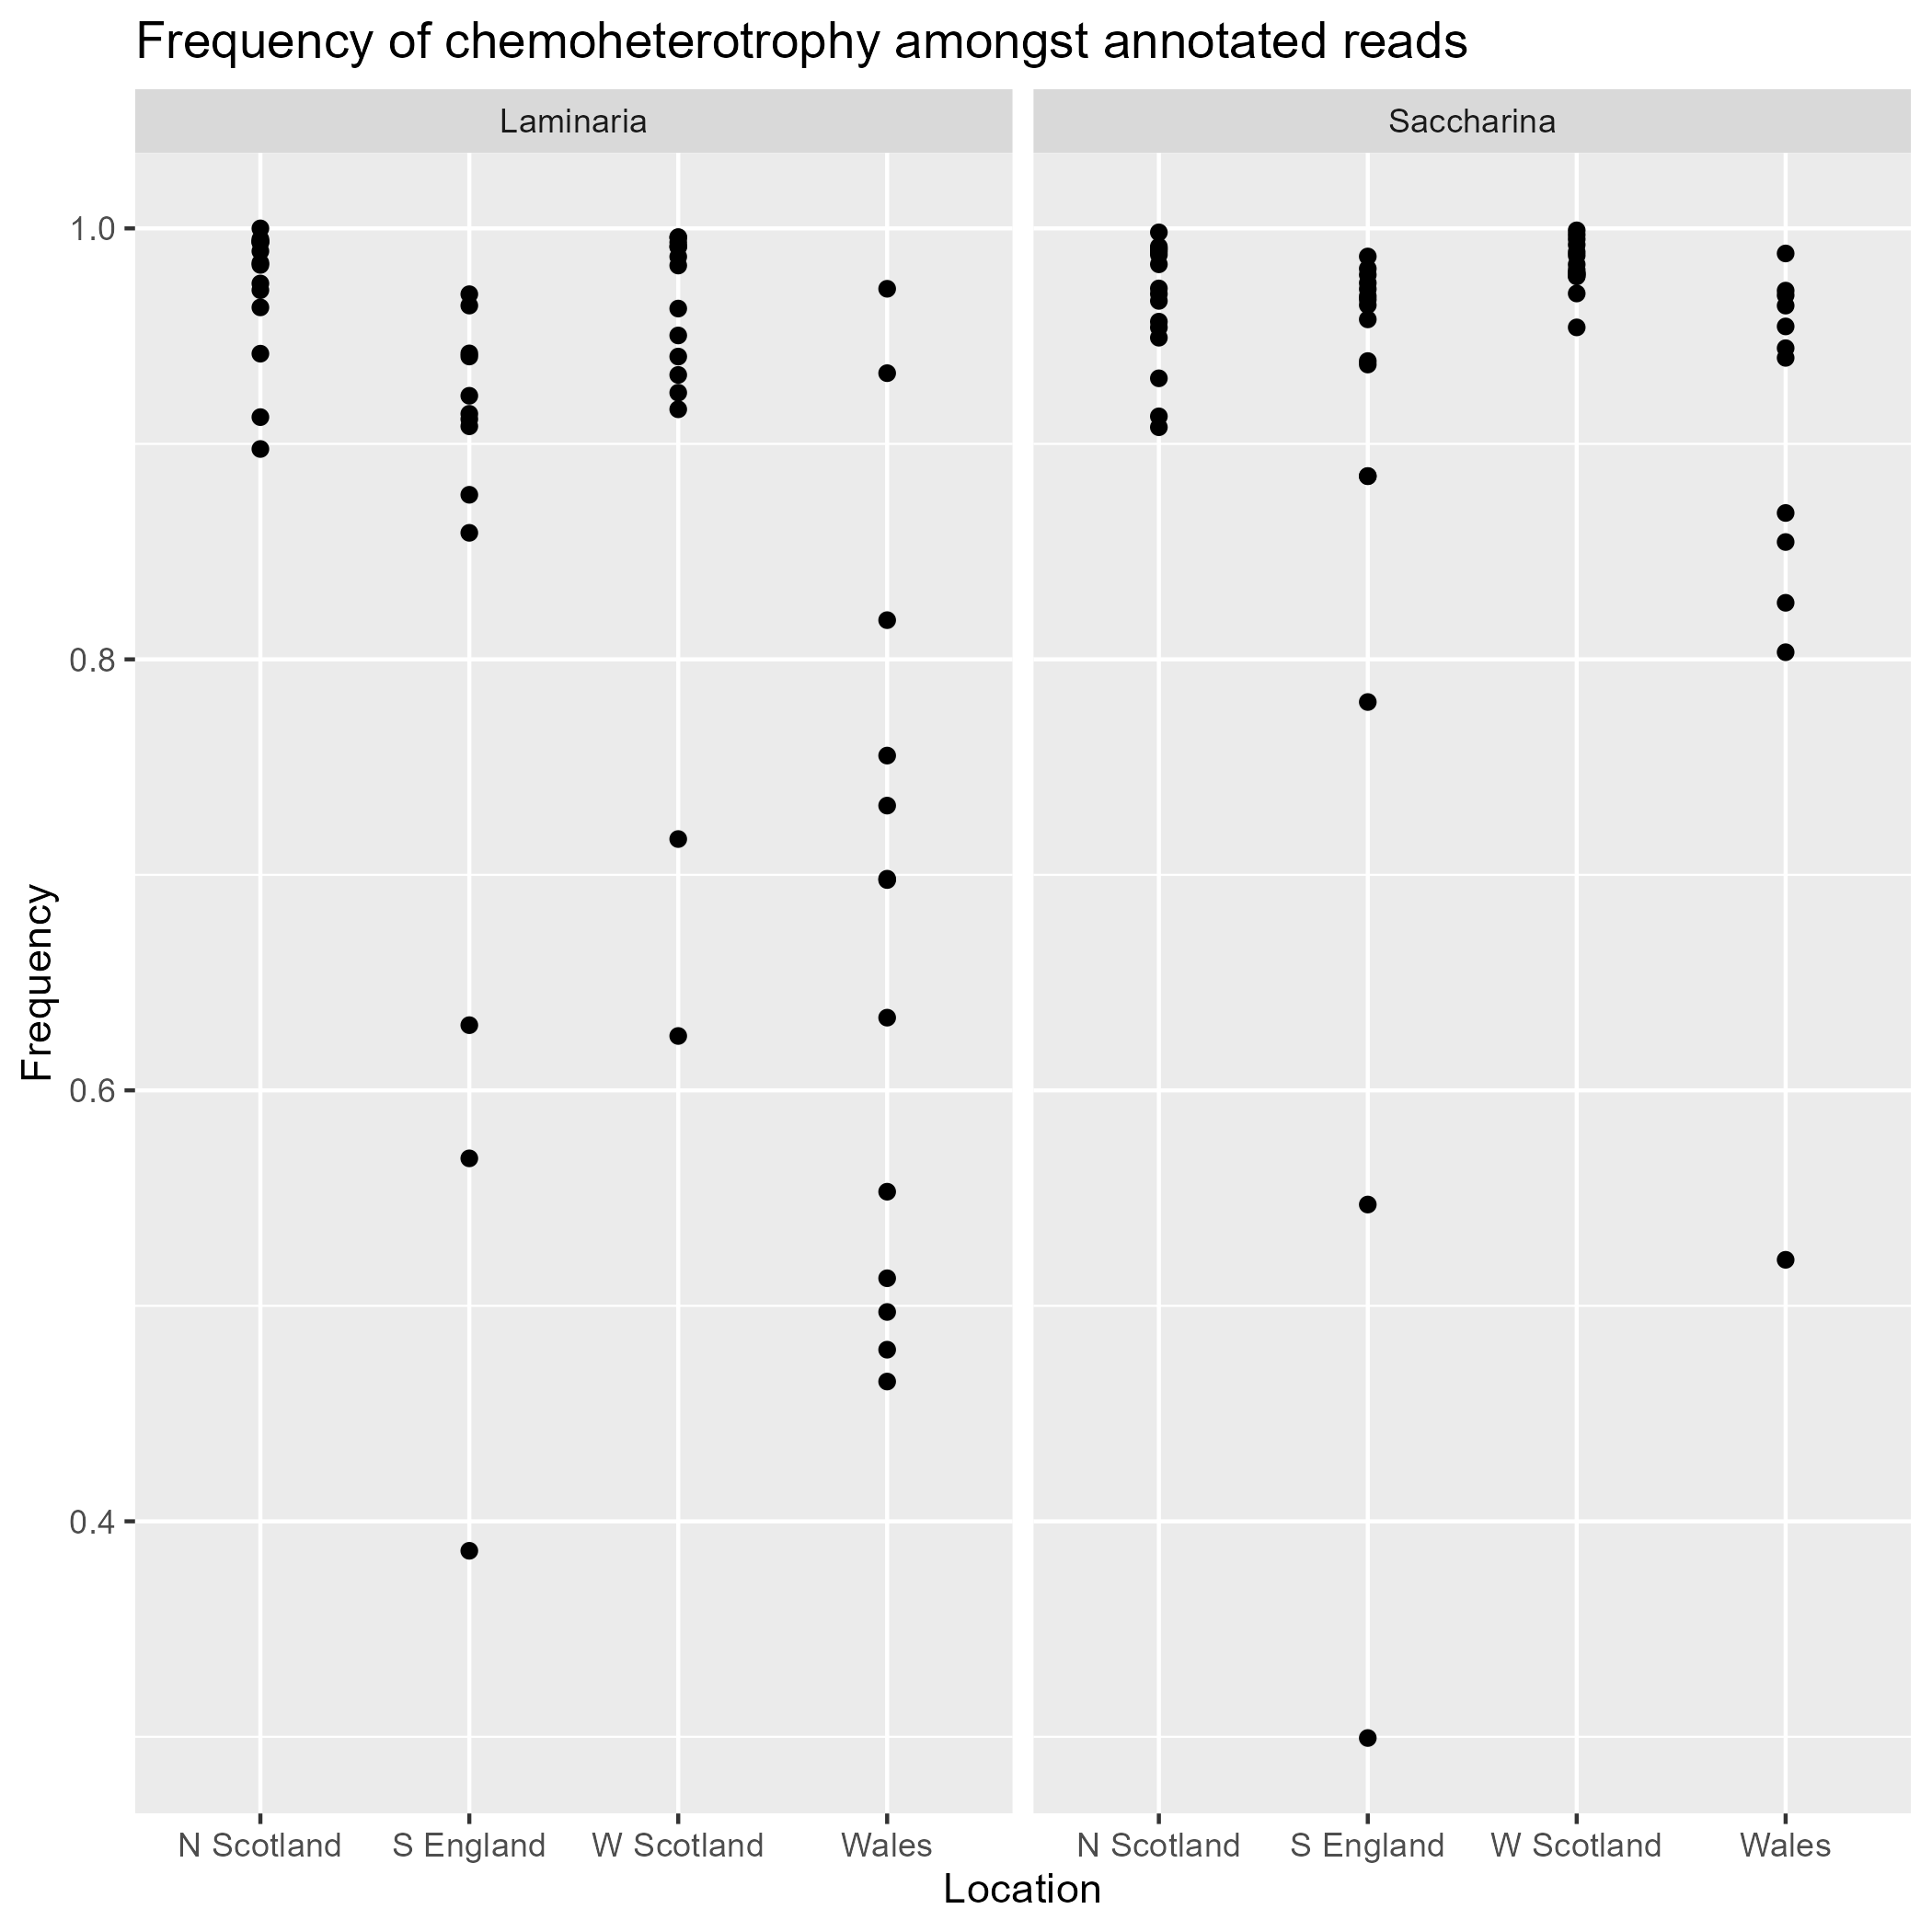 Frequency of chemoheterotrophy amongst annotated reads
Laminaria
Saccharina
Frequency
1.0
0.8
0.6
0.4
N Scotland S England W Scotland Wales
N Scotland S England W Scotland Wales
Location